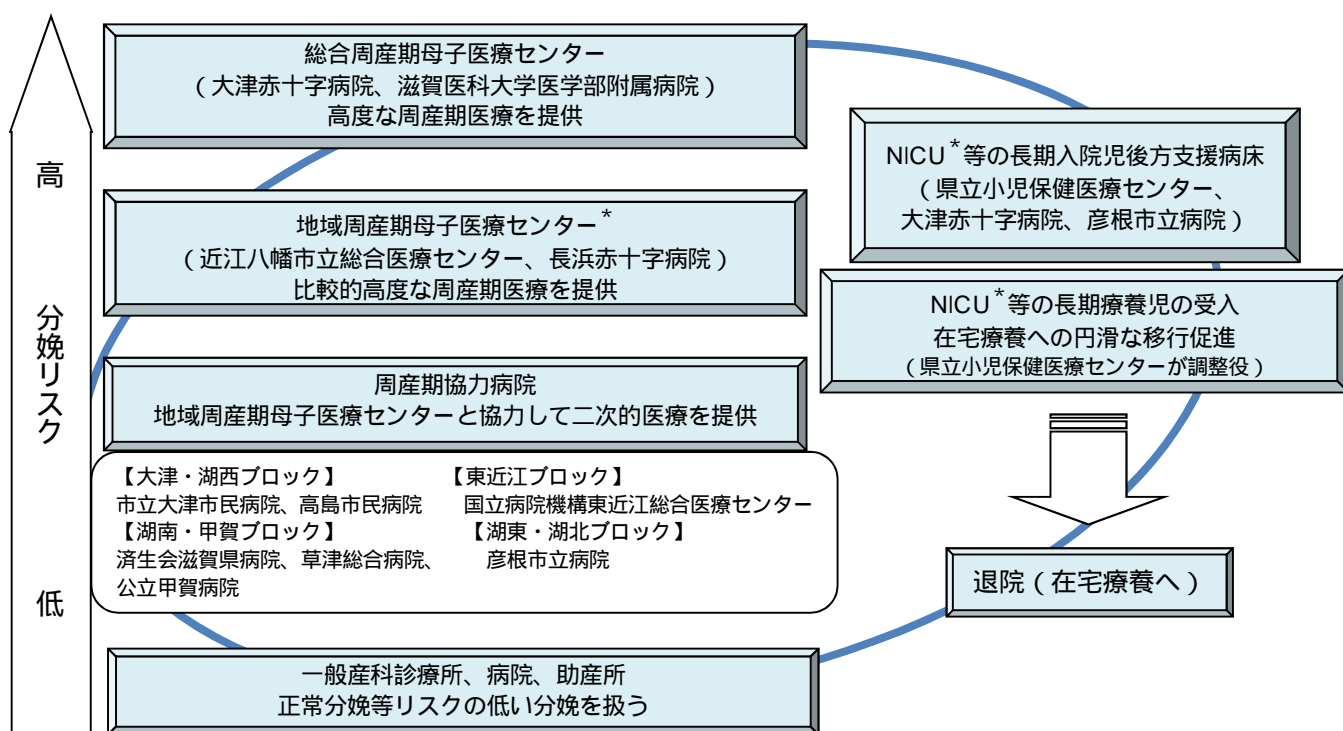 高
分娩リスク
低
総合周産期母子医療センター
(大津赤十字病院、滋賀医科大学医学部附属病院)
高度な周産期医療を提供
地域周産期母子医療センター*
(近江八幡市立総合医療センター、長浜赤十字病院)
比較的高度な周産期医療を提供
周産期協力病院
地域周産期母子医療センターと協力して二次的医療を提供
【大津・湖西ブロック】
市立大津市民病院、高島市民病院
【東近江ブロック】
国立病院機構東近江総合医療センター
【湖南・甲賀ブロック】
済生会滋賀県病院、草津総合病院、
公立甲賀病院
【湖東・湖北ブロック】
彦根市立病院
一般産科診療所、病院、助産所
正常分娩等リスクの低い分娩を扱う
NICU*等の長期入院児後方支援病床
(県立小児保健医療センター、
大津赤十字病院、彦根市立病院)
NICU*等の長期療養児の受入
在宅療養への円滑な移行促進
(県立小児保健医療センターが調整役)
退院(在宅療養へ)